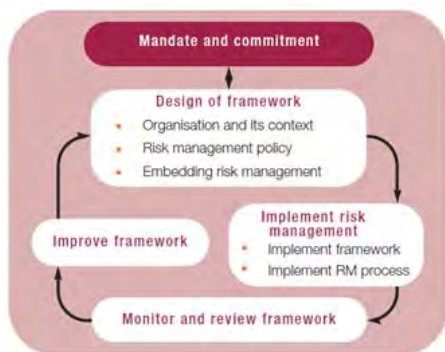 Mandate and commitment
Design of framework
• Organisation and its context
• Risk management policy
• Embedding risk management
Implement risk
management
• Implement framework
• Implement RM process
Improve framework
Monitor and review framework